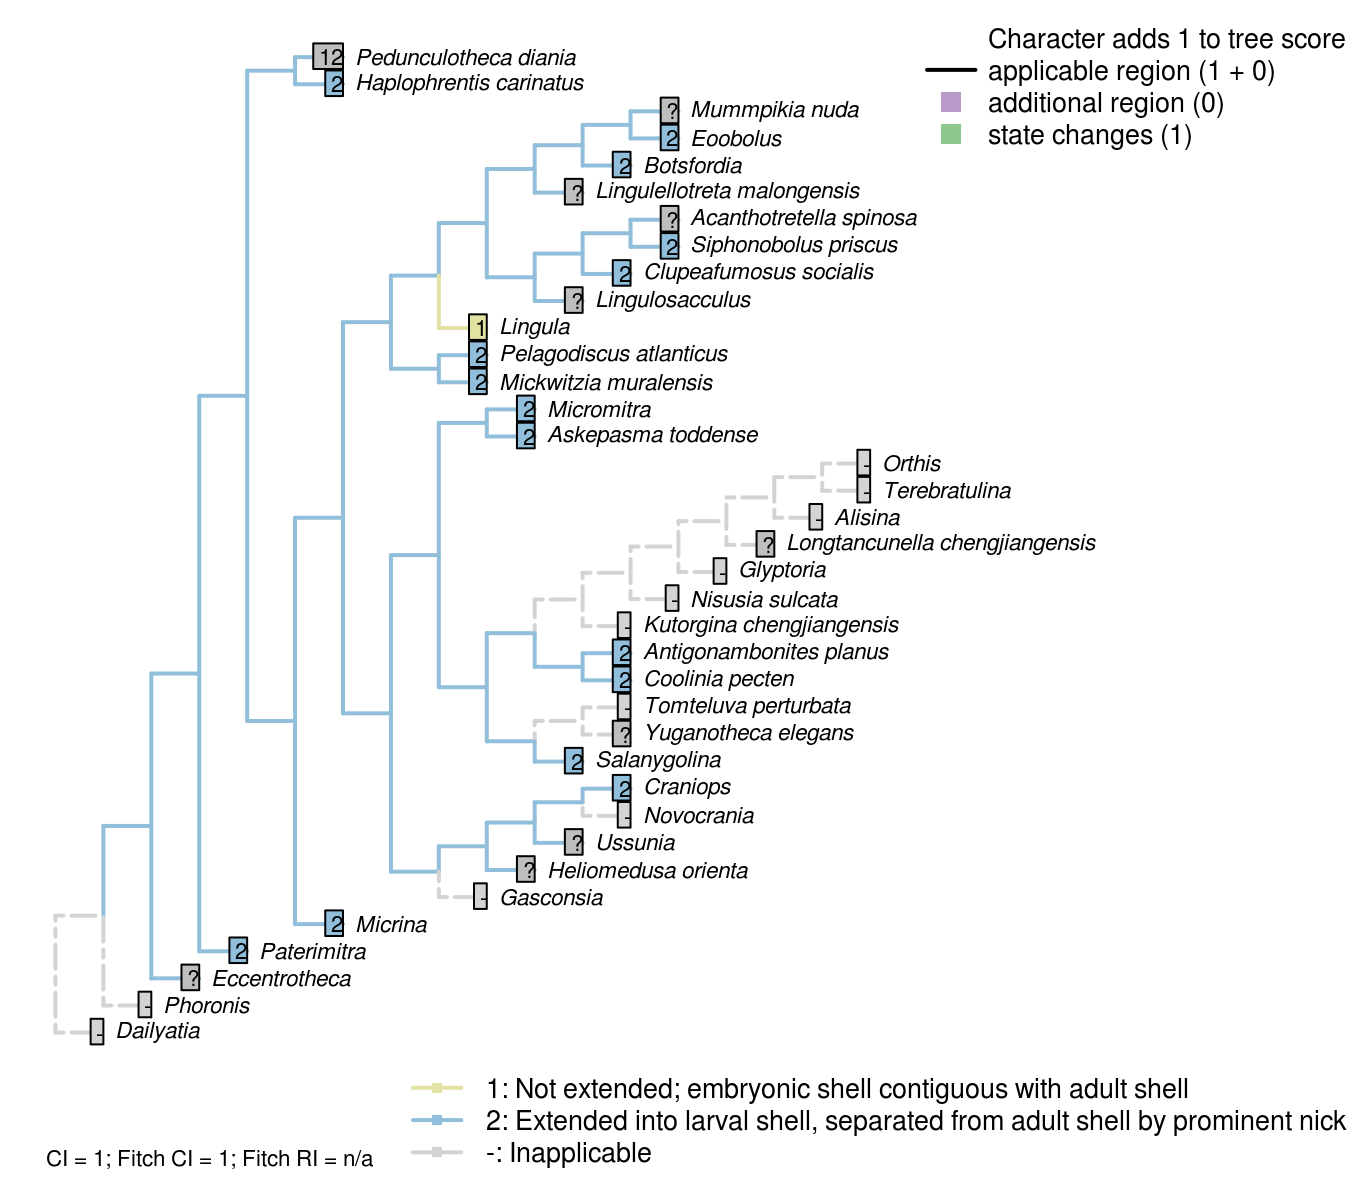 Character adds 1 to tree score
applicable region (1 + 0)
additional region (0)
state changes (1)
12 Pedunculotheca diania
2 Haplophrentis carinatus
? Mummpikia nuda
2 Eoobolus
2 Botsfordia
? Lingulellotreta malongensis
? Acanthotretella spinosa
2 Siphonobolus priscus
2 Clupeafumosus socialis
? Lingulosacculus
1 Lingula
2 Pelagodiscus atlanticus
2 Mickwitzia muralensis
2 Micromitra
2 Askepasma toddense
- Orthis
- Terebratulina
- Alisina
? Longtancunella chengjiangensis
- Glyptoria
- Nisusia sulcata
- Kutorgina chengjiangensis
2 Antigonambonites planus
2 Coolinia pecten
- Tomteluva perturbata
? Yuganotheca elegans
2 Salanygolina
2 Craniops
- Novocrania
? Ussunia
? Heliomedusa orienta
- Gasconsia
2 Micrina
2 Paterimitra
? Eccentrotheca
- Phoronis
- Dailyatia
1: Not extended; embryonic shell contiguous with adult shell
2: Extended into larval shell, separated from adult shell by prominent nick
-: Inapplicable
CI = 1; Fitch CI = 1; Fitch RI = n/a